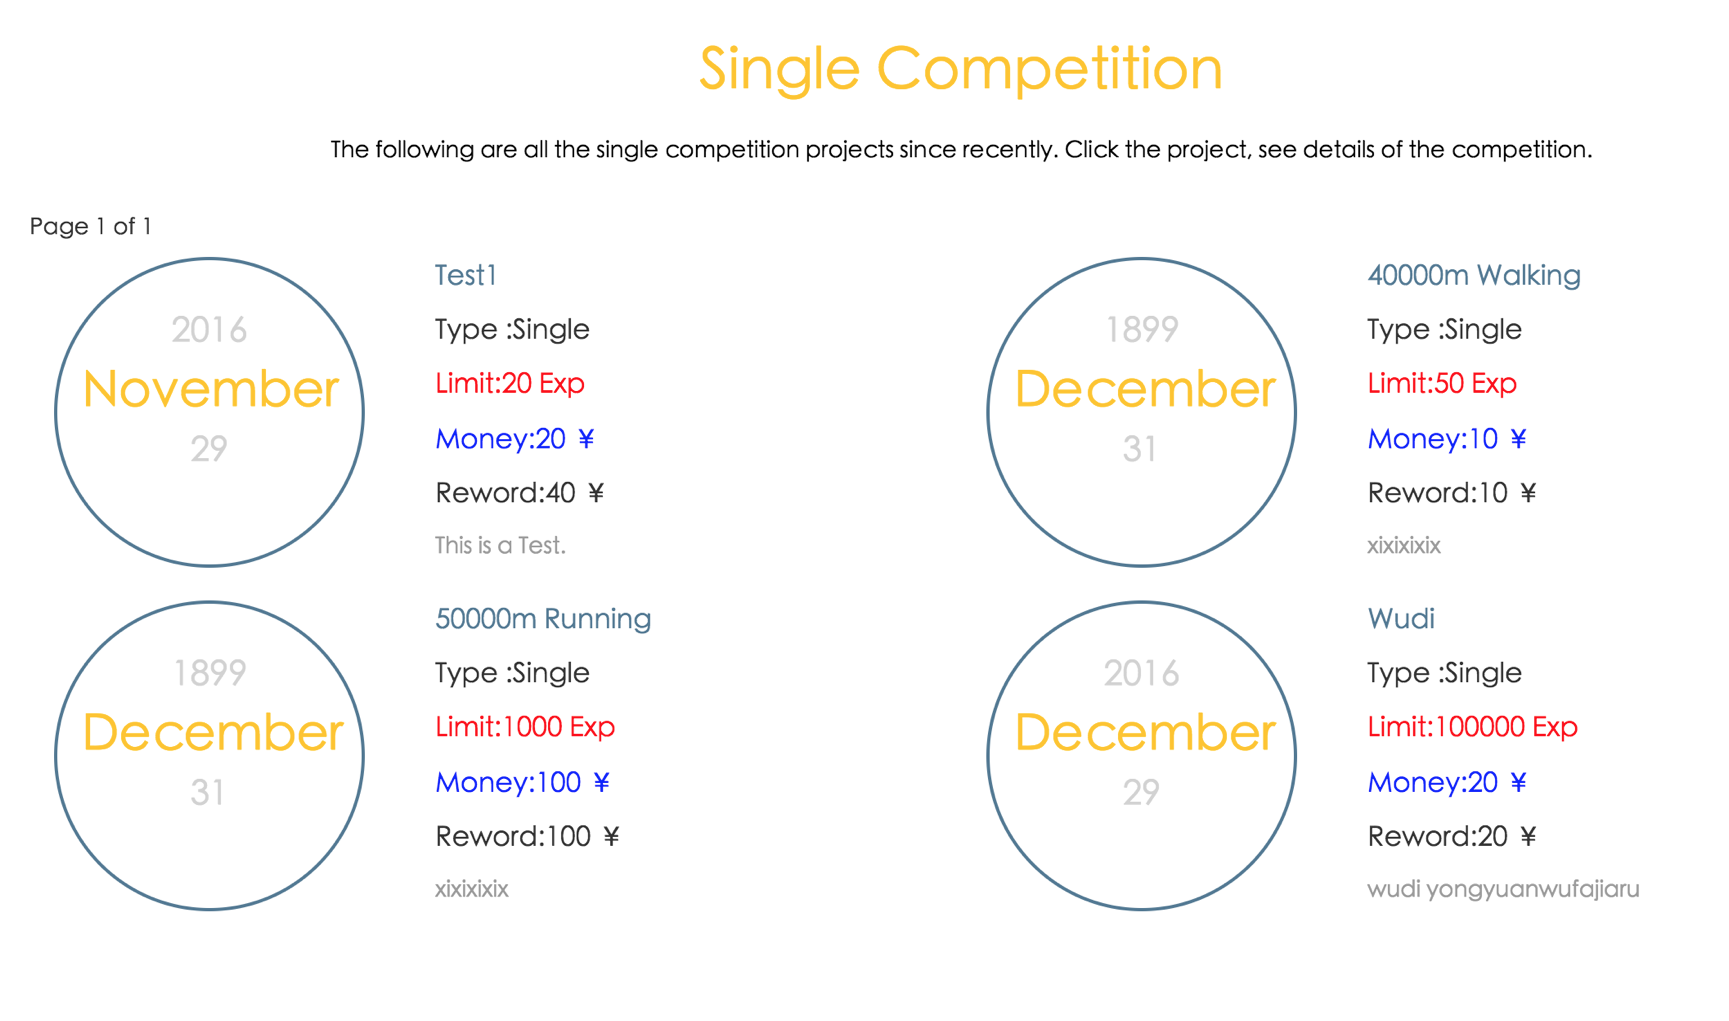 Single Competition
The following are all the single competition projects since recently. Click the project, see details of the competition.
Page 1 of 1
2016
November
29
Test1
Type :Single
Limit:20 Exp
Money:20 ¥
Reword:40 ¥
This is a Test.
1899
December
31
40000m Walking
Type :Single
Limit:50 Exp
Money:10 ¥
Reword:10 ¥
xixixixix
1899
December
31
50000m Running
Type :Single
Limit:1000 Exp
Money:100 ¥
Reword:100 ¥
xixixixix
2016
December
29
Wudi
Type :Single
Limit:100000 Exp
Money:20 ¥
Reword:20 ¥
wudi yongyuanwufajiaru